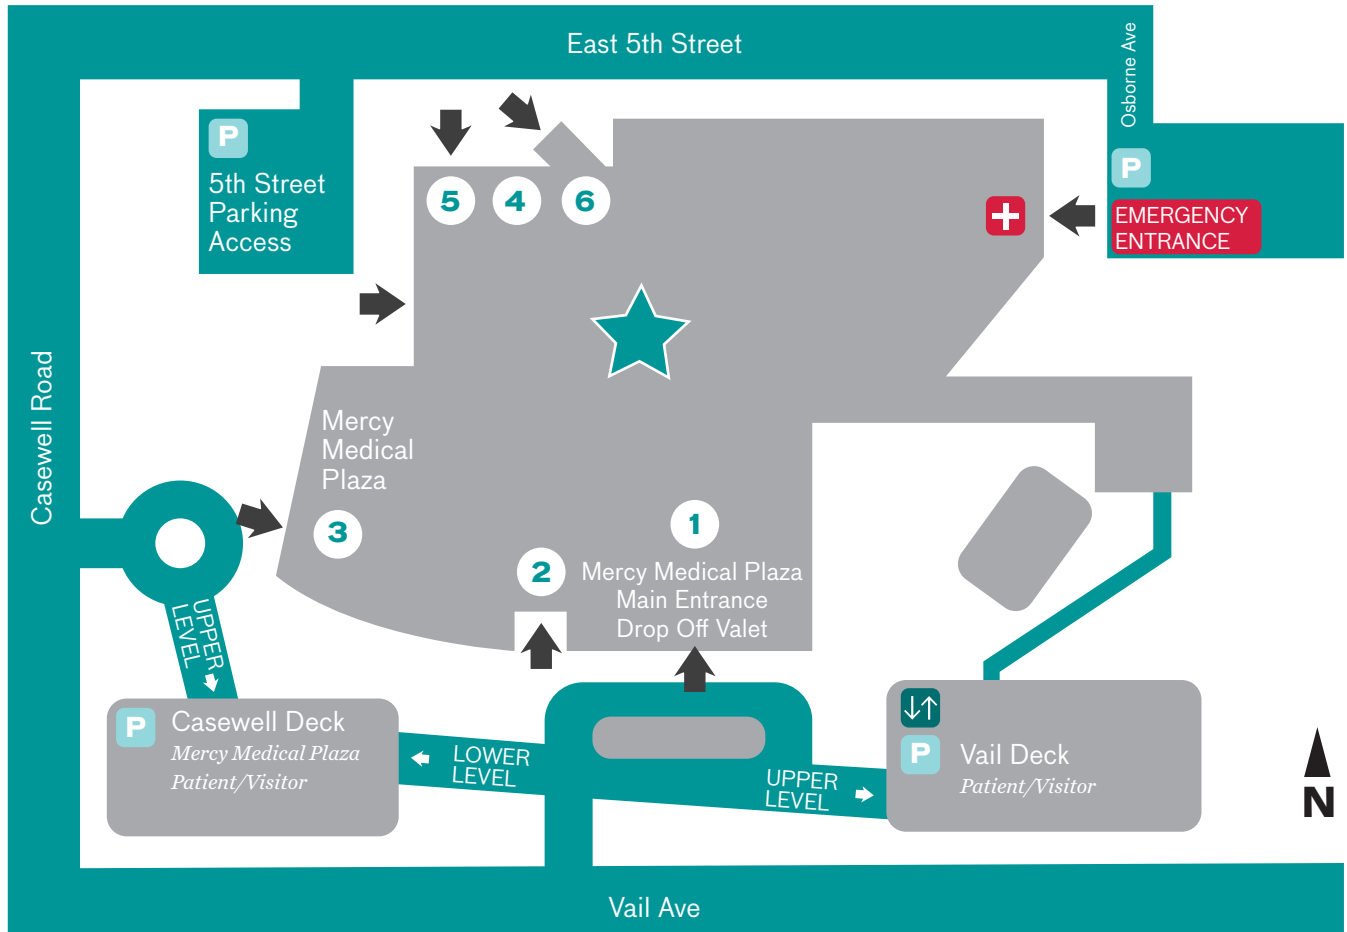 East 5th Street
Osborne Ave
P
5th Street
Parking
Access
5
4
6
P
EMERGENCY
ENTRANCE
Casewell Road
Mercy
Medical
Plaza
3
1
2
Mercy Medical Plaza
Main Entrance
Drop Off Valet
UPPER
LEVEL
P
Casewell Deck
Mercy Medical Plaza
Patient/Visitor
LOWER
LEVEL
UPPER
LEVEL
P
Vail Deck
Patient/Visitor
N
Vail Ave